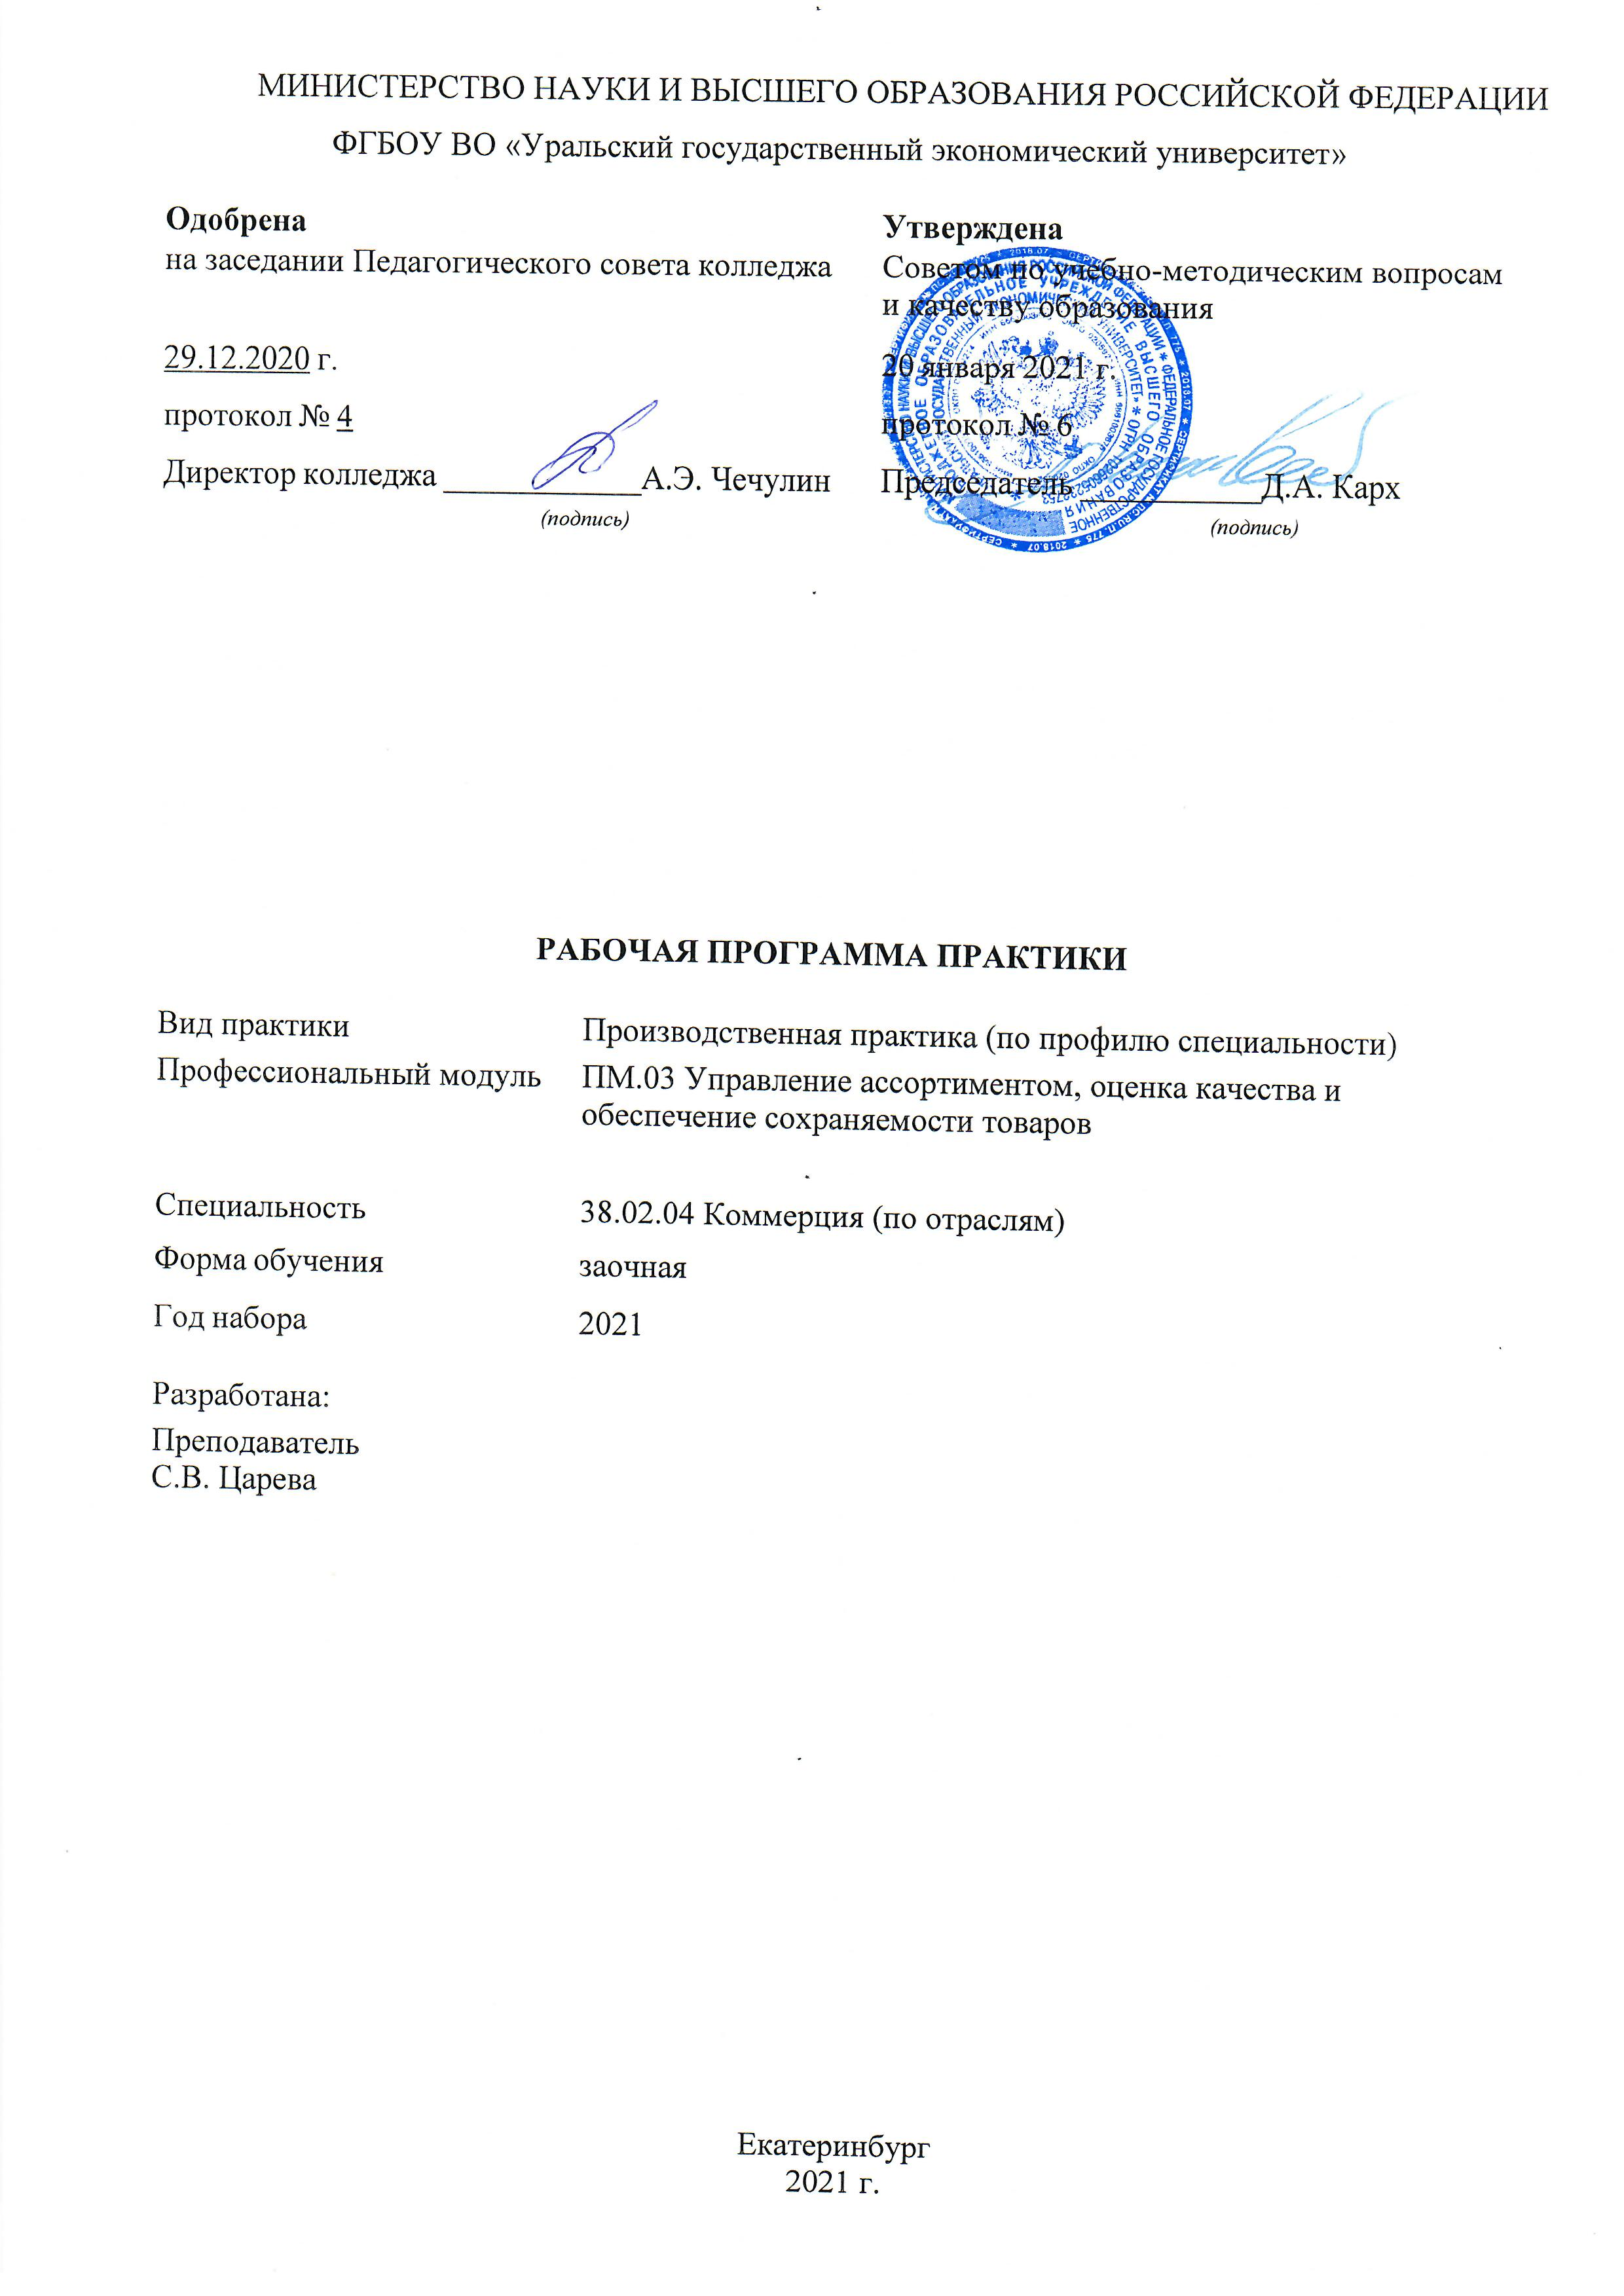 МИНИСТЕРСТВО НАУКИ И ВЫСШЕГО ОБРАЗОВАНИЯ РОССИЙСКОЙ ФЕДЕРАЦИИ
ФГБОУ ВО «Уральский государственный экономический университет»
Одобрена
на заседании Педагогического совета колледжа
29.12.2020 г.
протокол № 4
Директор колледжа ____________А.Э. Чечулин
(подпись)
Утверждена
Советом по учебно-методическим вопросам
и качеству образования
20 января 2021 г.
протокол № 6
Председатель ___________Д.А. Карх
(подпись)
РАБОЧАЯ ПРОГРАММА ПРАКТИКИ
Вид практики Производственная практика (по профилю специальности)
Профессиональный модуль ПМ.03 Управление ассортиментом, оценка качества и
обеспечение сохраняемости товаров
Специальность 38.02.04 Коммерция (по отраслям)
Форма обучения заочная
Год набора 2021
Разработана:
Преподаватель
С.В. Царева
Екатеринбург
2021 г.